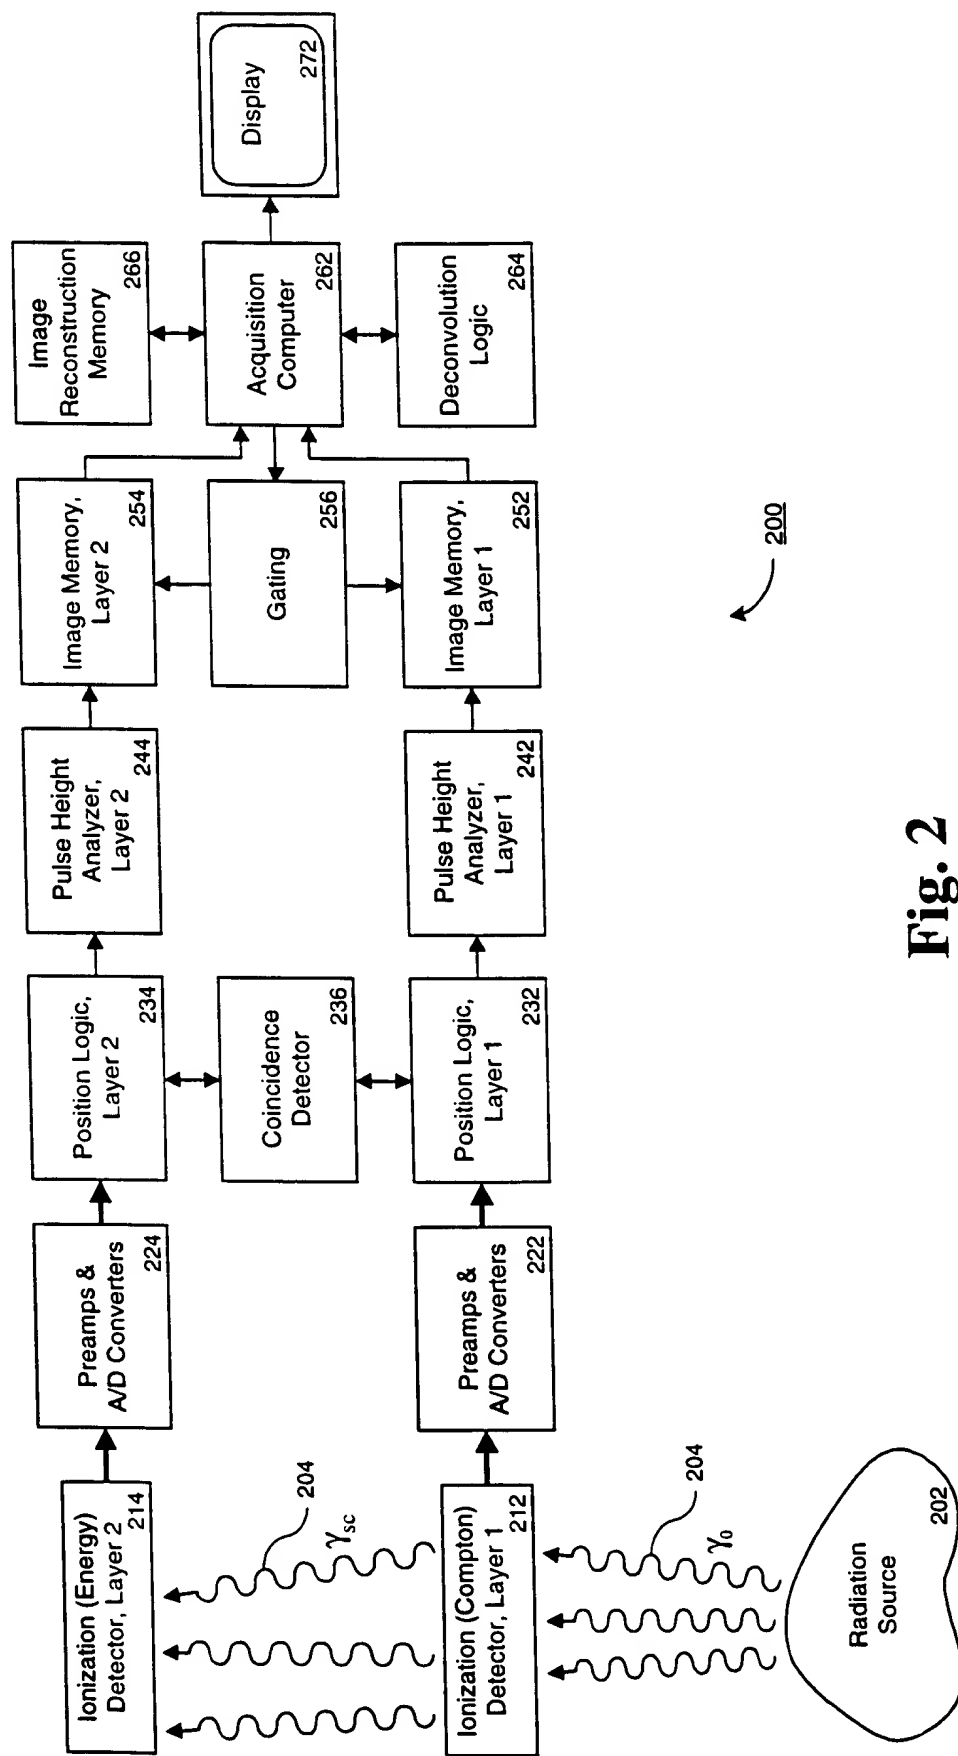 Ionization (Energy)
Detector, Layer 2
214
Preamps &
A/D Converters
224
Position Logic,
Layer 2
234
Pulse Height
Analyzer,
Layer 2
244
Image Memory,
Layer 2
254
Image
Reconstruction
Memory
266
204
γsc
Coincidence
Detector
236
Gating
256
Acquisition
Computer
262
Display
272
Ionization (Compton)
Detector, Layer 1
212
Preamps &
A/D Converters
222
Position Logic,
Layer 1
232
Pulse Height
Analyzer,
Layer 1
242
Image Memory,
Layer 1
252
Deconvolution
Logic
264
204
γ0
Radiation
Source
202
200
Fig. 2